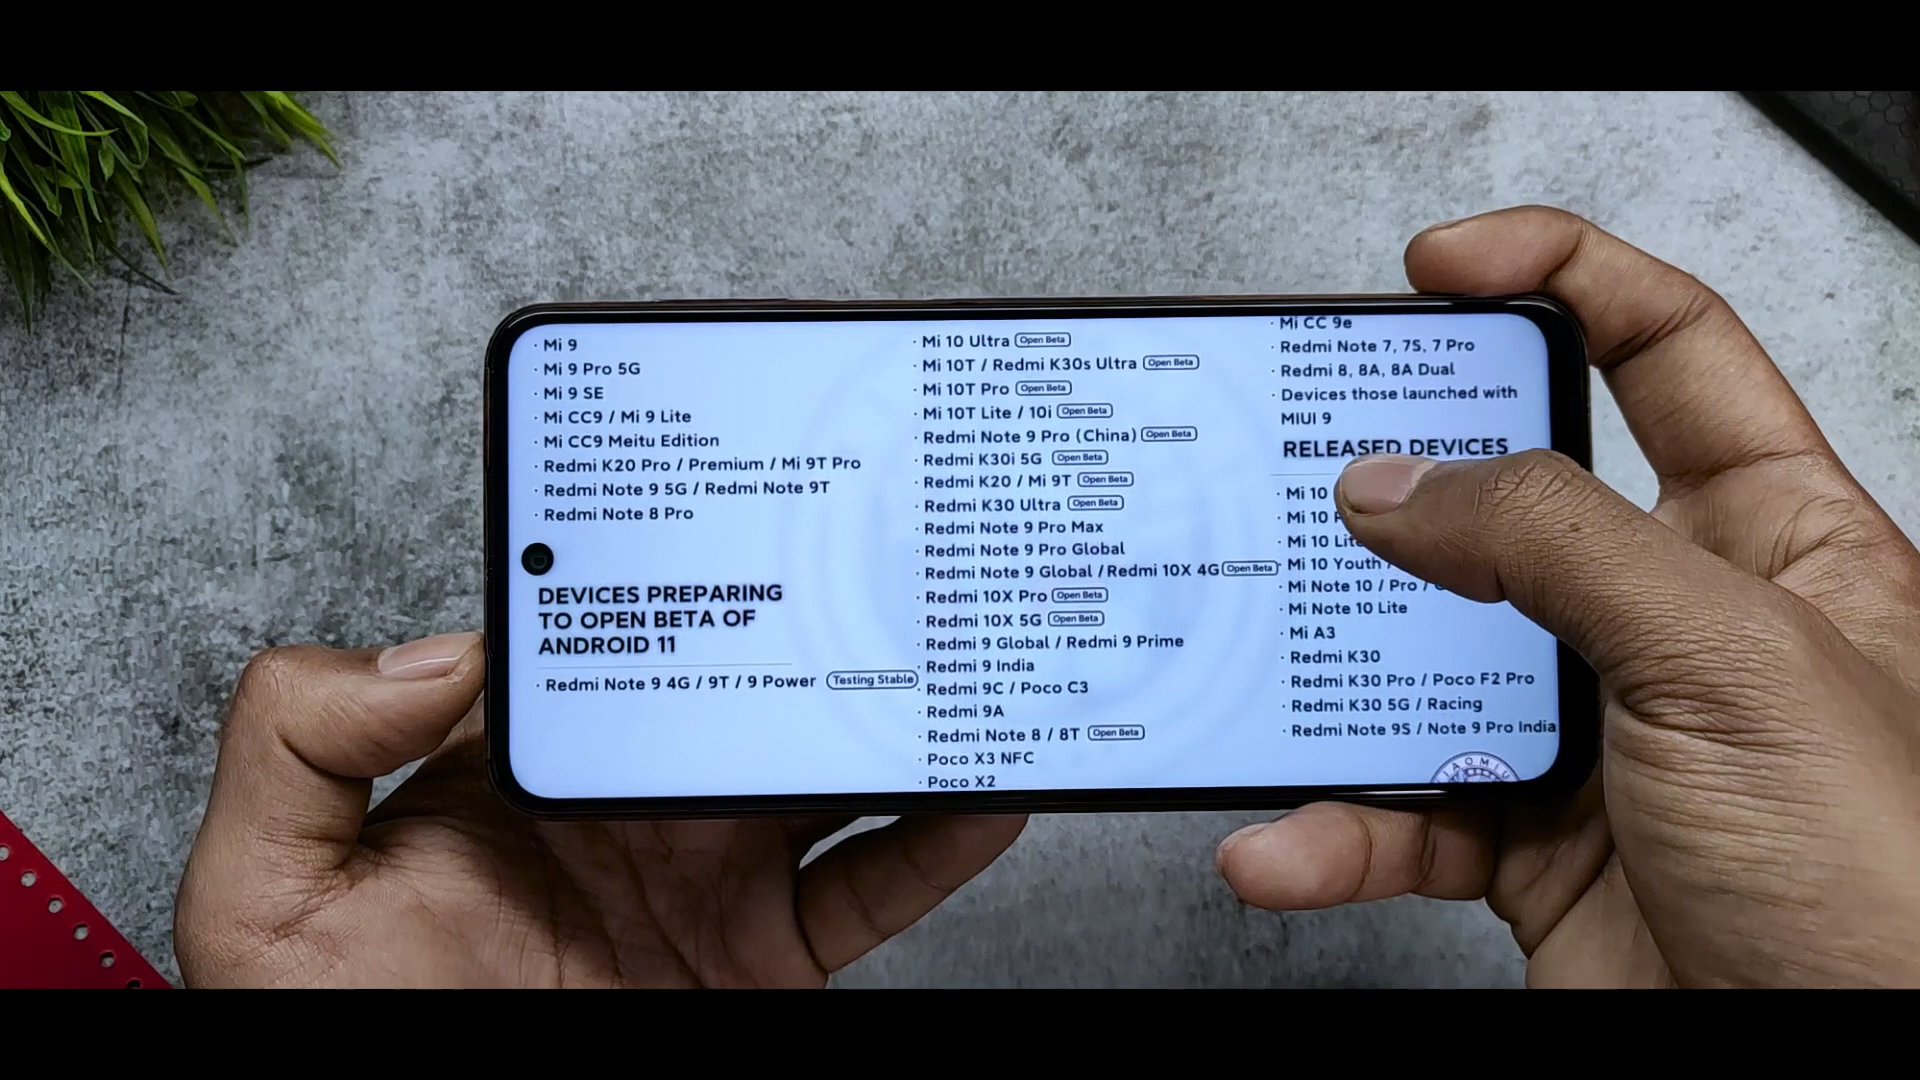 · Mi 9
· Mi 9 Pro 5G
· Mi 9 SE
· Mi CC9 / Mi 9 Lite
· Mi CC9 Meitu Edition
· Redmi K20 Pro / Premium / Mi 9T Pro
· Redmi Note 9 5G / Redmi Note 9T
· Redmi Note 8 Pro
DEVICES PREPARING
TO OPEN BETA OF
ANDROID 11
· Redmi Note 9 4G / 9T / 9 Power Testing Stable
· Mi 10 Ultra Open Beta
· Mi 10T / Redmi K30s Ultra Open Beta
· Mi 10T Pro Open Beta
· Mi 10T Lite / 10i Open Beta
· Redmi Note 9 Pro (China) Open Beta
· Redmi K30i 5G Open Beta
· Redmi K20 / Mi 9T Open Beta
· Redmi K30 Ultra Open Beta
· Redmi Note 9 Pro Max
· Redmi Note 9 Pro Global
· Redmi Note 9 Global / Redmi 10X 4G Open Beta
· Redmi 10X Pro Open Beta
· Redmi 10X 5G Open Beta
· Redmi 9 Global / Redmi 9 Prime
· Redmi 9 India
· Redmi 9C / Poco C3
· Redmi 9A
· Redmi Note 8 / 8T Open Beta
· Poco X3 NFC
· Poco X2
· Mi CC 9e
· Redmi Note 7, 7S, 7 Pro
· Redmi 8, 8A, 8A Dual
· Devices those launched with
MIUI 9
RELEASED DEVICES
· Mi 10
· Mi 10
· Mi 10
· Mi 10 Youth
· Mi Note 10 / Pro /
· Mi Note 10 Lite
· Mi A3
· Redmi K30
· Redmi K30 Pro / Poco F2 Pro
· Redmi K30 5G / Racing
· Redmi Note 9S / Note 9 Pro India